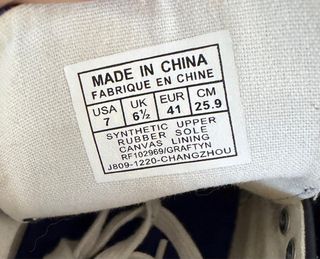 MADE IN CHINA
FABRIQUE EN CHINE
USA UK EUR CM
7 6½ 41 25.9
SYNTHETIC UPPER
RUBBER SOLE
CANVAS LINING
RF102969/GRAFTYN
J809-1220-CHANGZHOU